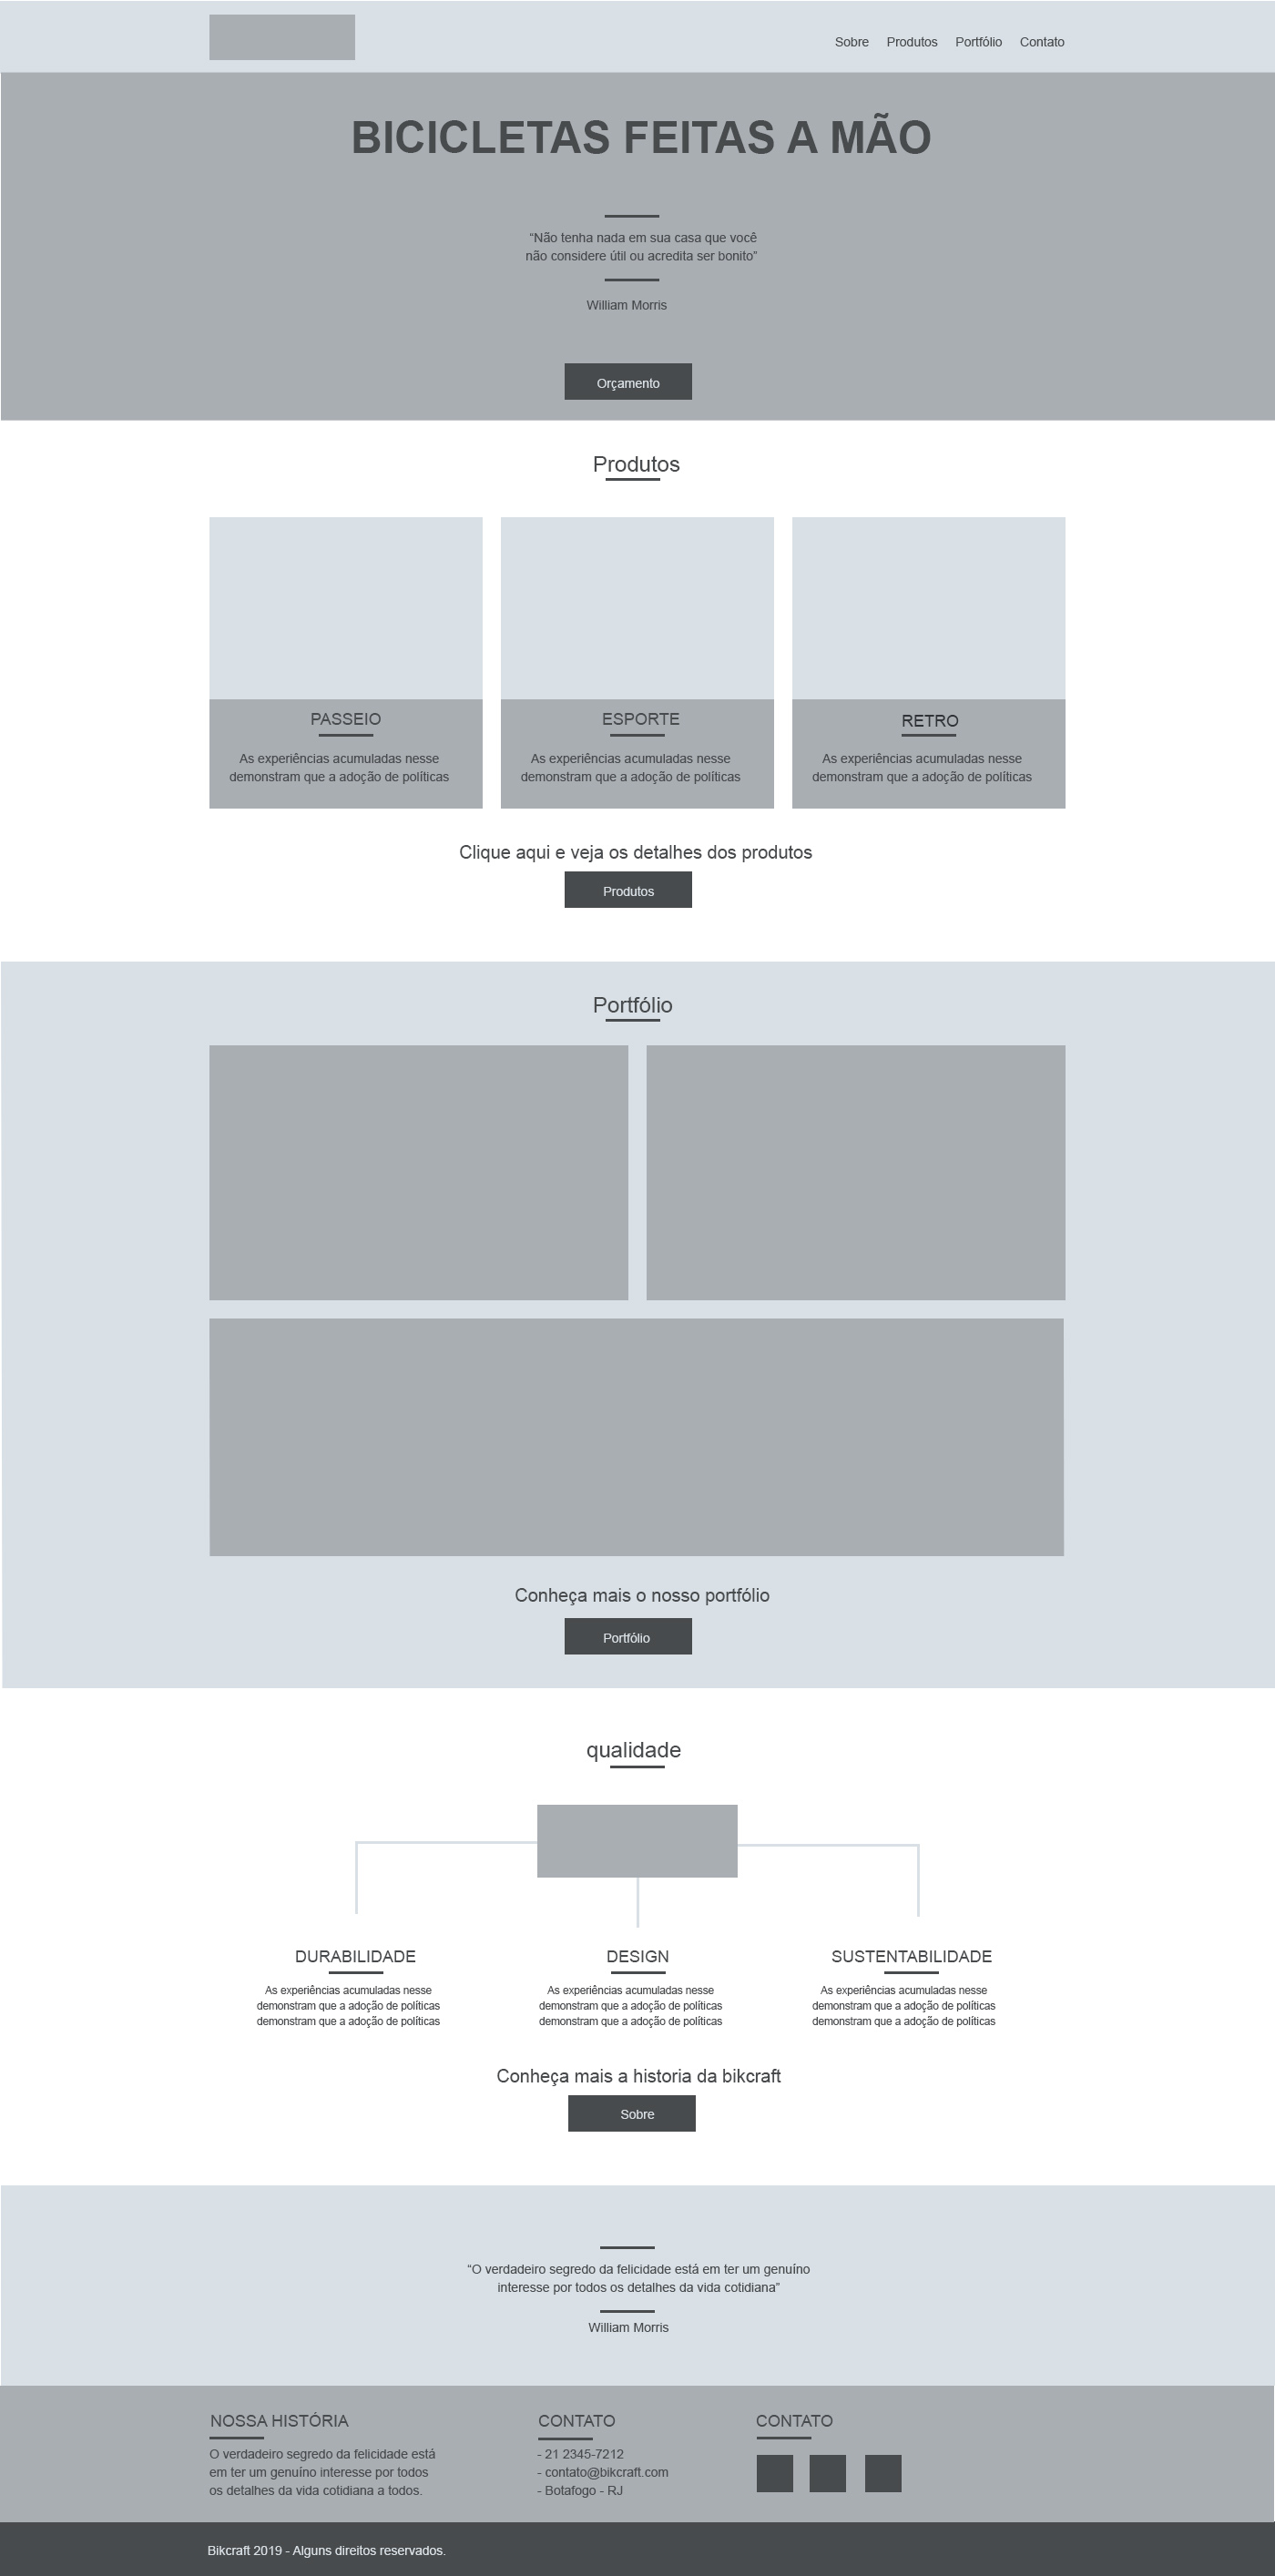 Sobre Produtos Portfólio Contato
BICICLETAS FEITAS A MÃO
“Não tenha nada em sua casa que você
não considere útil ou acredita ser bonito”
William Morris
Orçamento
Produtos
PASSEIO
As experiências acumuladas nesse
demonstram que a adoção de políticas
ESPORTE
As experiências acumuladas nesse
demonstram que a adoção de políticas
RETRO
As experiências acumuladas nesse
demonstram que a adoção de políticas
Clique aqui e veja os detalhes dos produtos
Produtos
Portfólio
Conheça mais o nosso portfólio
Portfólio
qualidade
DURABILIDADE
As experiências acumuladas nesse
demonstram que a adoção de políticas
demonstram que a adoção de políticas
DESIGN
As experiências acumuladas nesse
demonstram que a adoção de políticas
demonstram que a adoção de políticas
SUSTENTABILIDADE
As experiências acumuladas nesse
demonstram que a adoção de políticas
demonstram que a adoção de políticas
Conheça mais a historia da bikcraft
Sobre
“O verdadeiro segredo da felicidade está em ter um genuíno
interesse por todos os detalhes da vida cotidiana”
William Morris
NOSSA HISTÓRIA
O verdadeiro segredo da felicidade está
em ter um genuíno interesse por todos
os detalhes da vida cotidiana a todos.
CONTATO
- 21 2345-7212
- contato@bikcraft.com
- Botafogo - RJ
CONTATO
Bikcraft 2019 - Alguns direitos reservados.